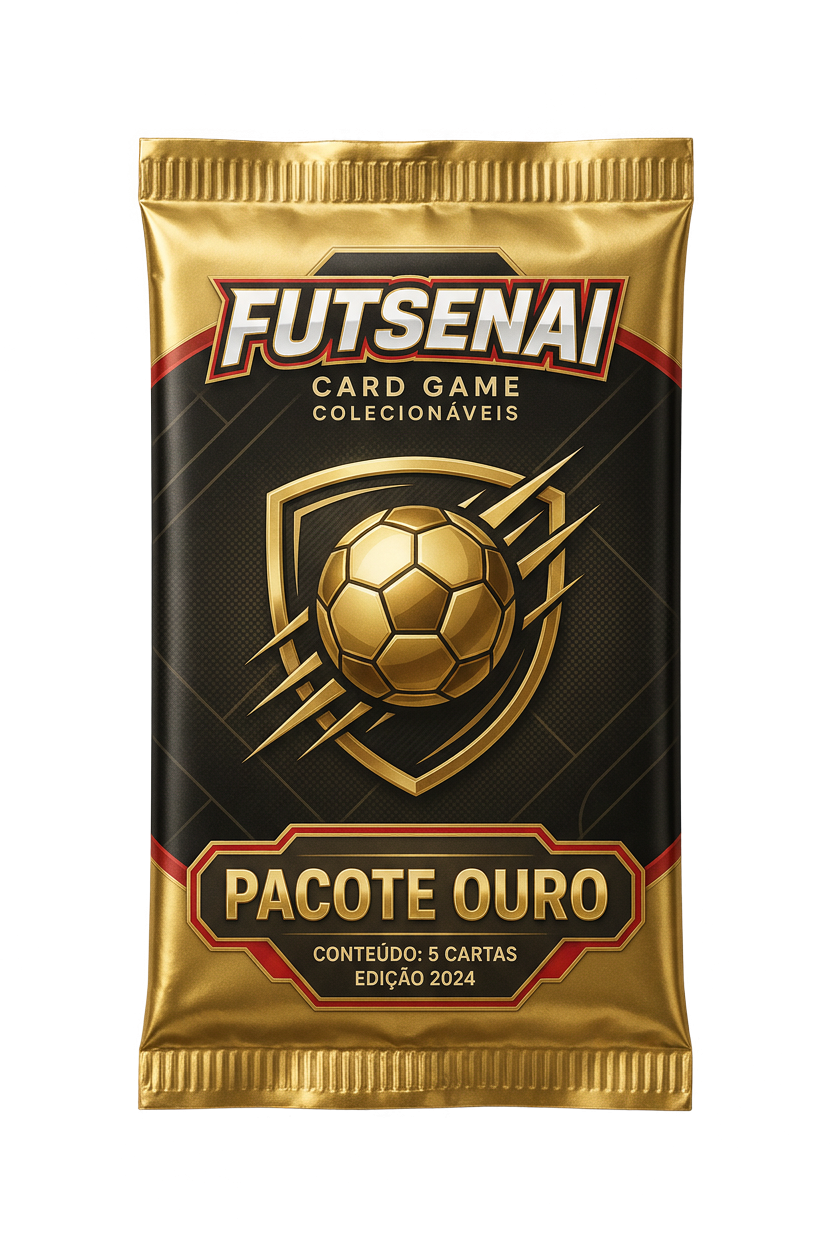 FUTSENAI
CARD GAME
COLECIONÁVEIS
PACOTE OURO
CONTEÚDO: 5 CARTAS
EDIÇÃO 2024